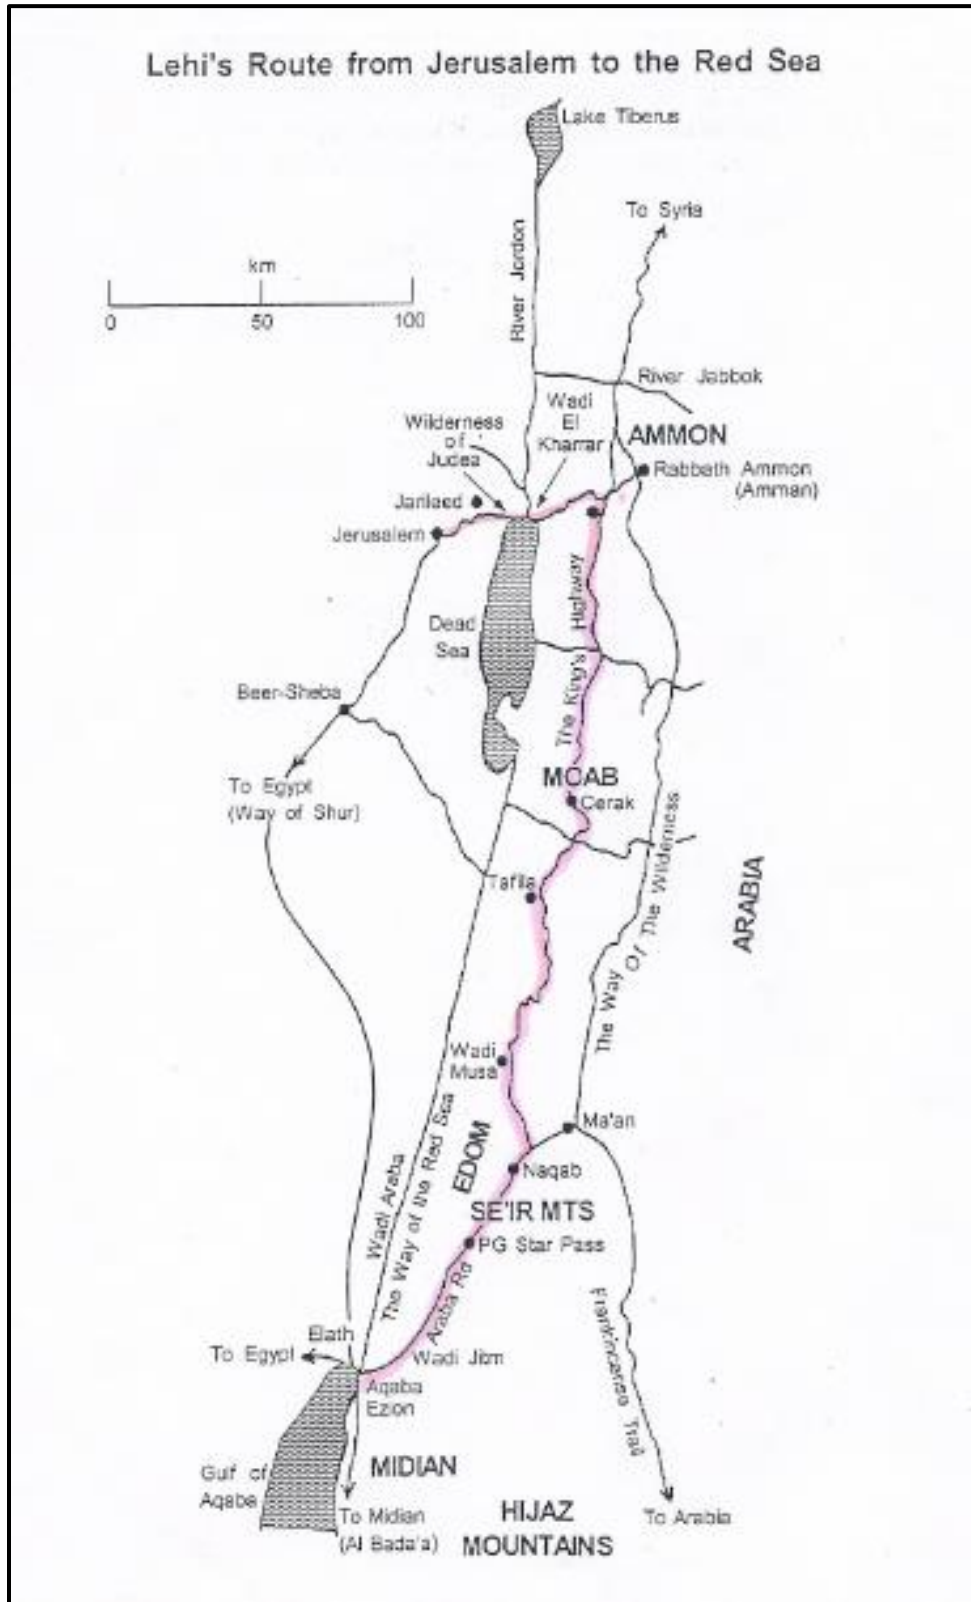 Lehi's Route from Jerusalem to the Red Sea
Lake Tiberus
To Syria
River Jordon
km
0 50 100
River Jabbok
Wadi
El
Kharrar
Wilderness
of
Judea
AMMON
Rabbath Ammon
(Amman)
Jerusalem
The King's Highway
Dead
Sea
Beer-Sheba
To Egypt
(Way of Shur)
MOAB
Cerak
Tafila
The Way Of The Wilderness
ARABIA
Wadi
Musa
Ma'an
Wadi Araba
The Way of the Red Sea
EDOM
Naqab
SE'IR MTS
PG Star Pass
Araba Rd
Frankincense Trail
Elath
To Egypt
Wadi Jitm
Aqaba
Ezion
Gulf of
Aqaba
MIDIAN
To Midian
(Al Bada'a)
HIJAZ
MOUNTAINS
To Arabia